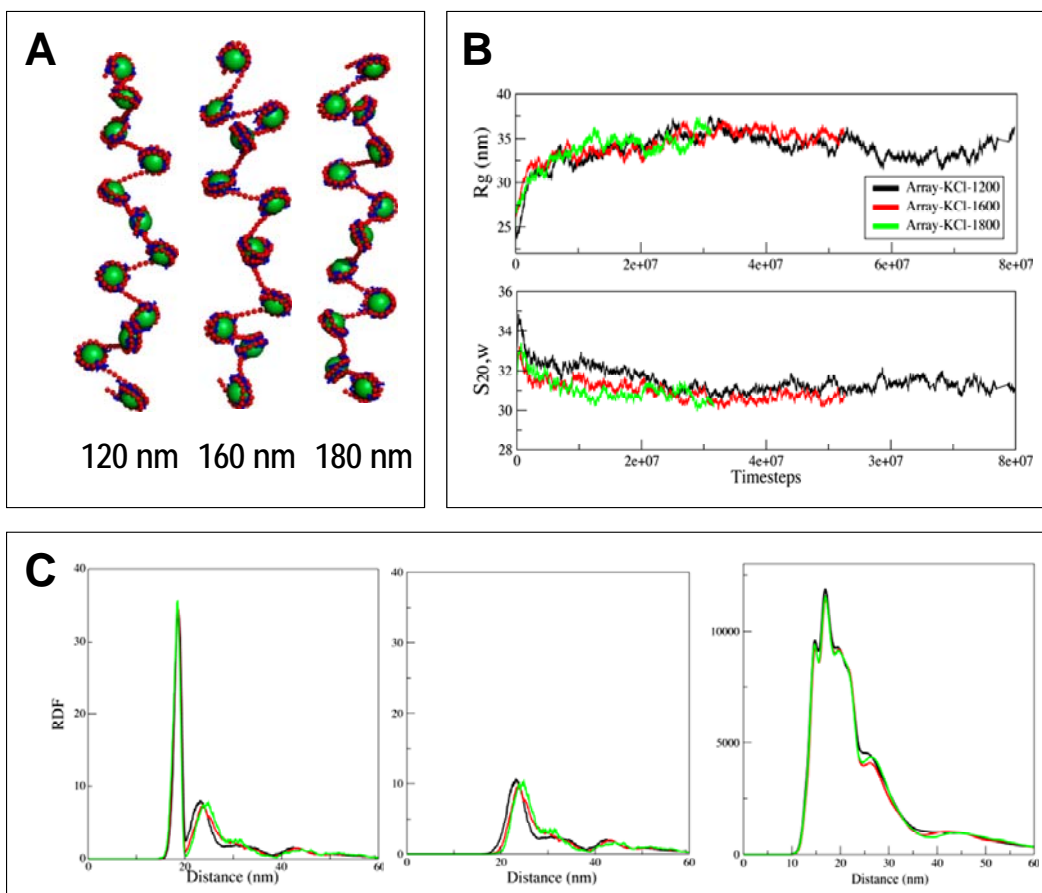 A
120 nm 160 nm 180 nm
B
40
35
30
25
Rg (nm)
Array-KCl-1200
Array-KCl-1600
Array-KCl-1800
0 2e+07 4e+07 6e+07 8e+07
36
34
31
30
28
S20,w
0 2e+07 4e+07 3e+07 8e+07
Timesteps
C
40
30
20
10
0
RDF
0 20 40 60
Distance (nm)
40
30
20
10
0
0 20 40 60
Distance (nm)
10000
5000
0
0 10 20 30 40 50 60
Distance (nm)